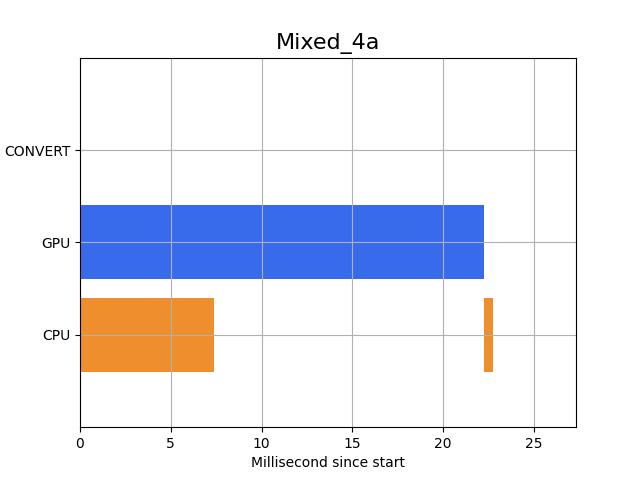 Mixed_4a
CONVERT
GPU
CPU
0 5 10 15 20 25
Millisecond since start